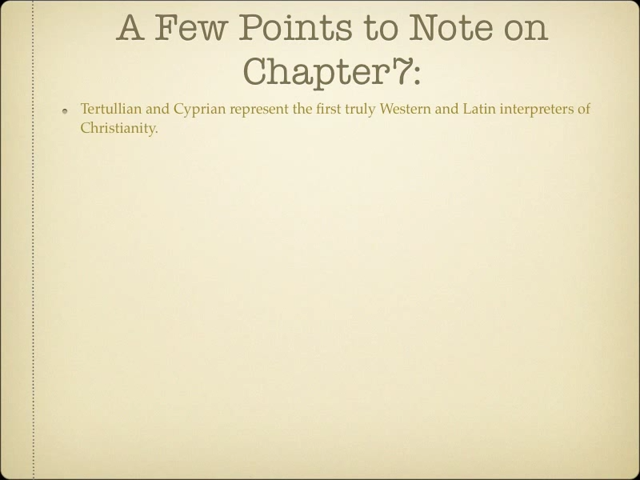 A Few Points to Note on
Chapter7:
Tertullian and Cyprian represent the first truly Western and Latin interpreters of
Christianity.